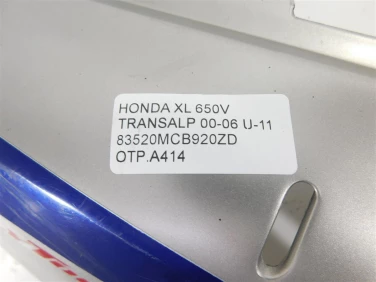 HONDA XL 650V
TRANSALP 00-06 U-11
83520MCB920ZD
OTP.A414